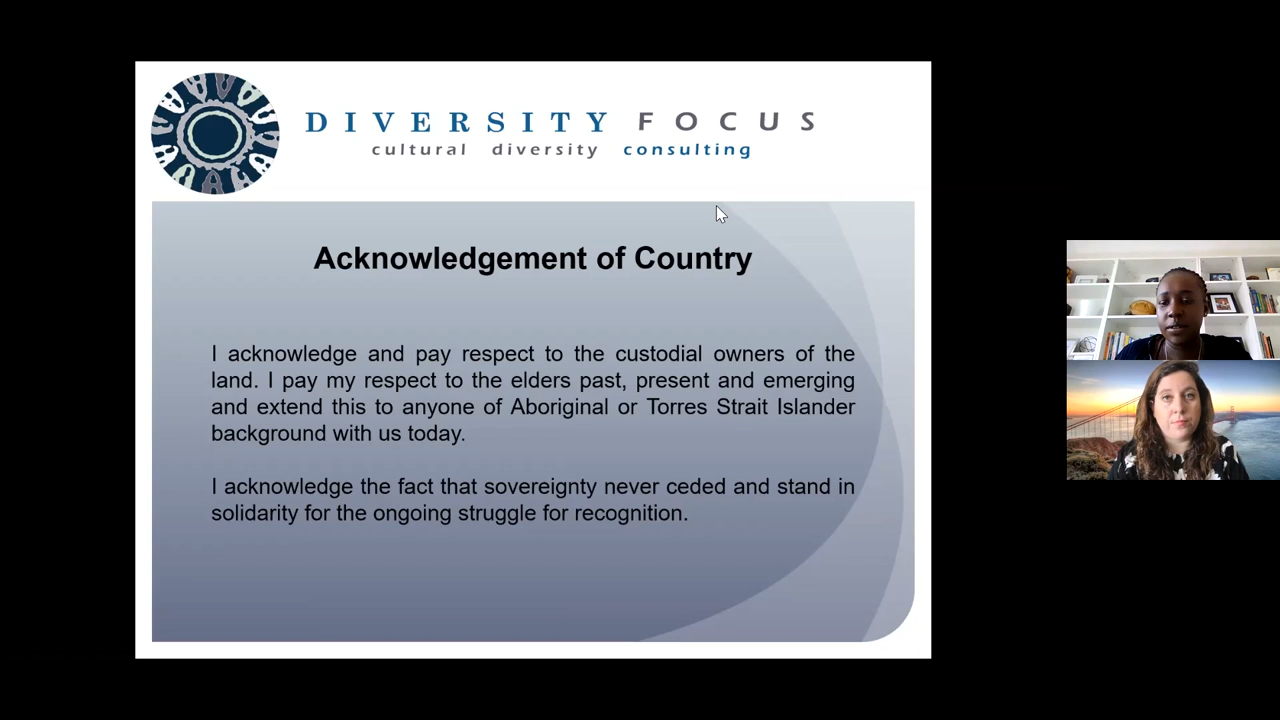 DIVERSITY FOCUS
cultural diversity consulting
Acknowledgement of Country
I acknowledge and pay respect to the custodial owners of the
land. I pay my respect to the elders past, present and emerging
and extend this to anyone of Aboriginal or Torres Strait Islander
background with us today.
I acknowledge the fact that sovereignty never ceded and stand in
solidarity for the ongoing struggle for recognition.